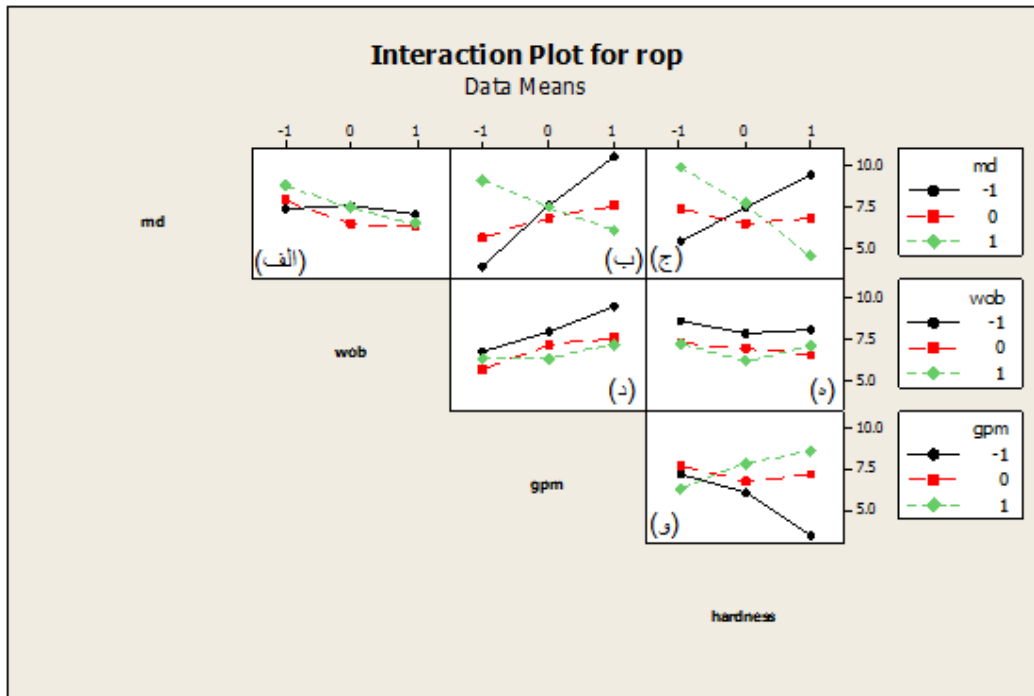 Interaction Plot for rop
Data Means
-1 0 1 -1 0 1 -1 0 1
md
(الف)
(ب)
(ج)
10.0
7.5
5.0
md
-1
0
1
wob
(د)
(ه)
10.0
7.5
5.0
wob
-1
0
1
gpm
(و)
10.0
7.5
5.0
gpm
-1
0
1
hardness